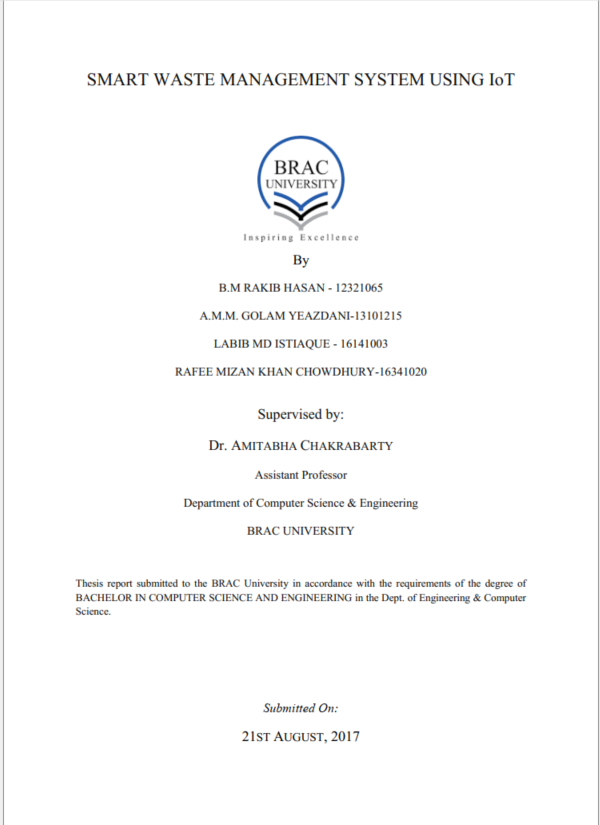 SMART WASTE MANAGEMENT SYSTEM USING IoT
BRAC
UNIVERSITY
Inspiring Excellence
By
B.M RAKIB HASAN - 12321065
A.M.M. GOLAM YEAZDANI-13101215
LABIB MD ISTIAQUE - 16141003
RAFEE MIZAN KHAN CHOWDHURY-16341020
Supervised by:
Dr. AMITABHA CHAKRABARTY
Assistant Professor
Department of Computer Science & Engineering
BRAC UNIVERSITY
Thesis report submitted to the BRAC University in accordance with the requirements of the degree of
BACHELOR IN COMPUTER SCIENCE AND ENGINEERING in the Dept. of Engineering & Computer
Science.
Submitted On:
21ST AUGUST, 2017